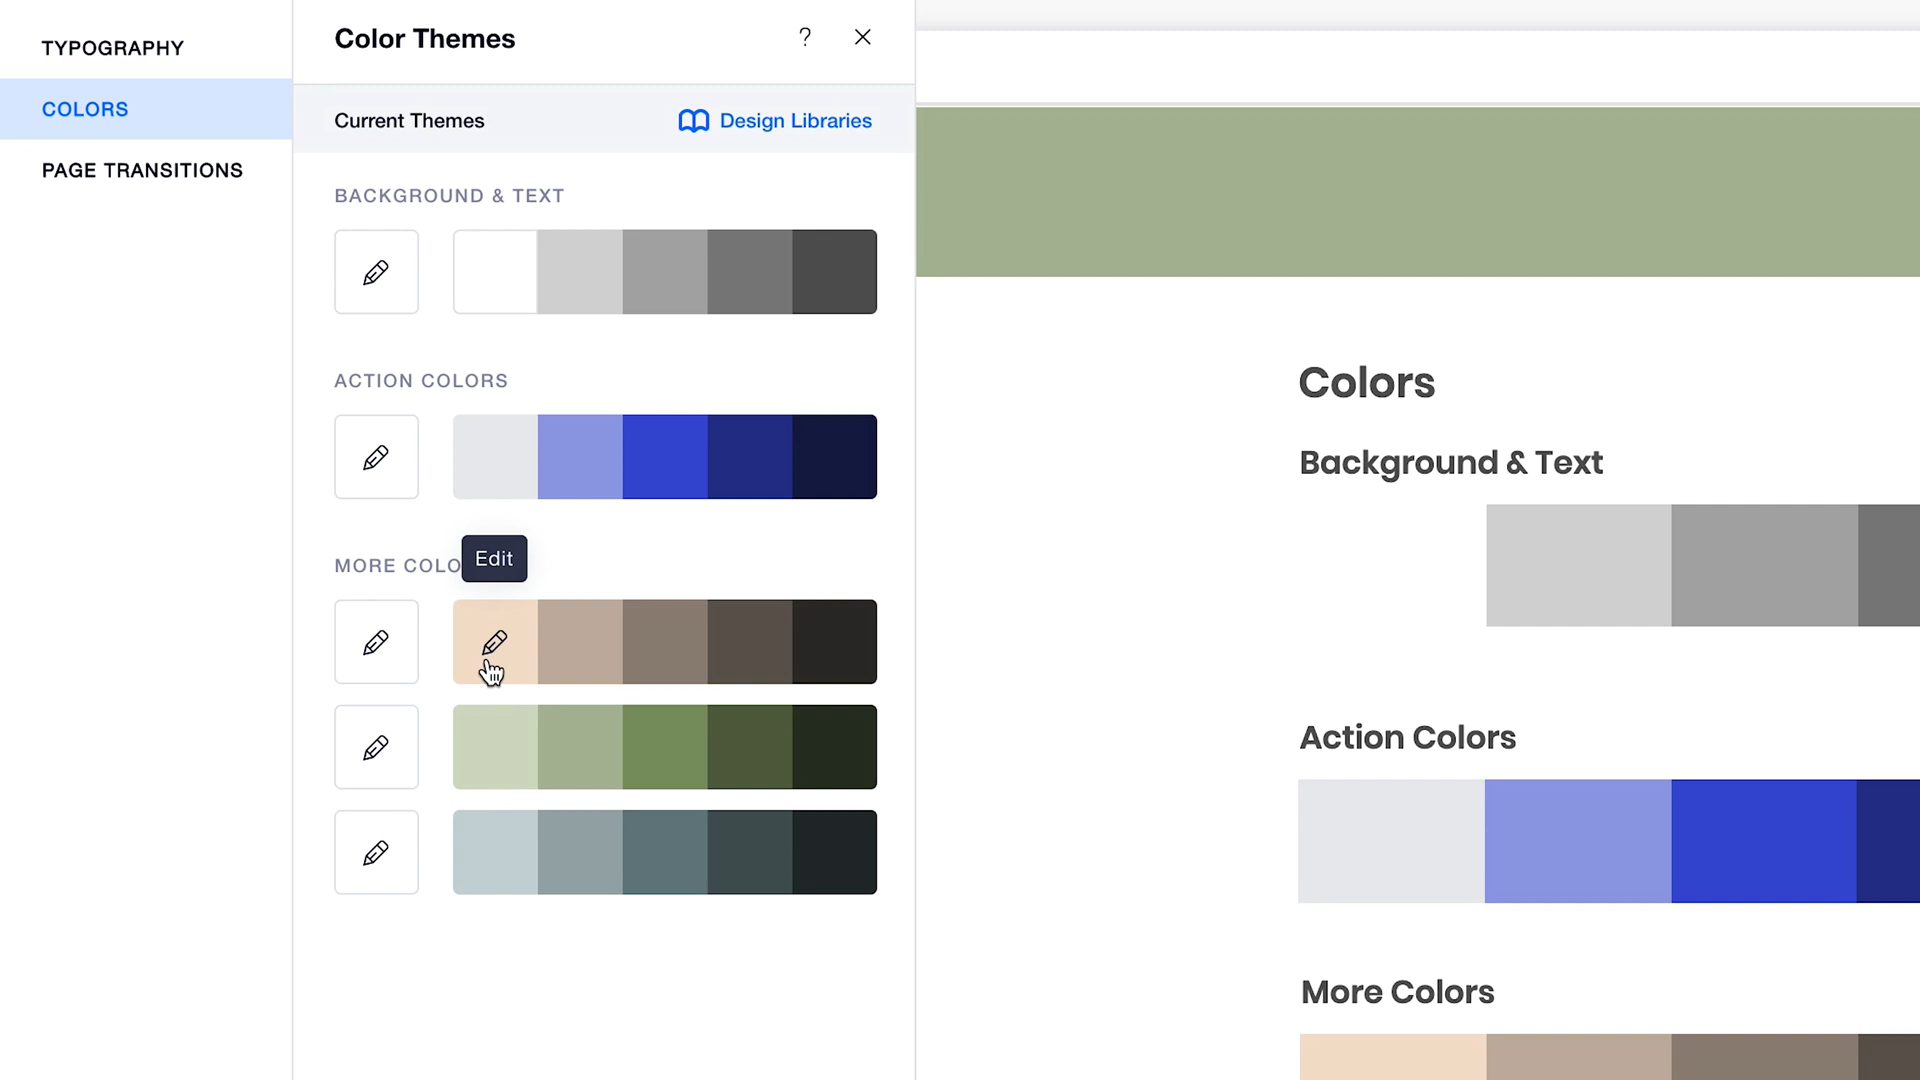 TYPOGRAPHY
COLORS
PAGE TRANSITIONS
Color Themes
?
Current Themes
Design Libraries
BACKGROUND & TEXT
ACTION COLORS
MORE COLO
Edit
Colors
Background & Text
Action Colors
More Colors